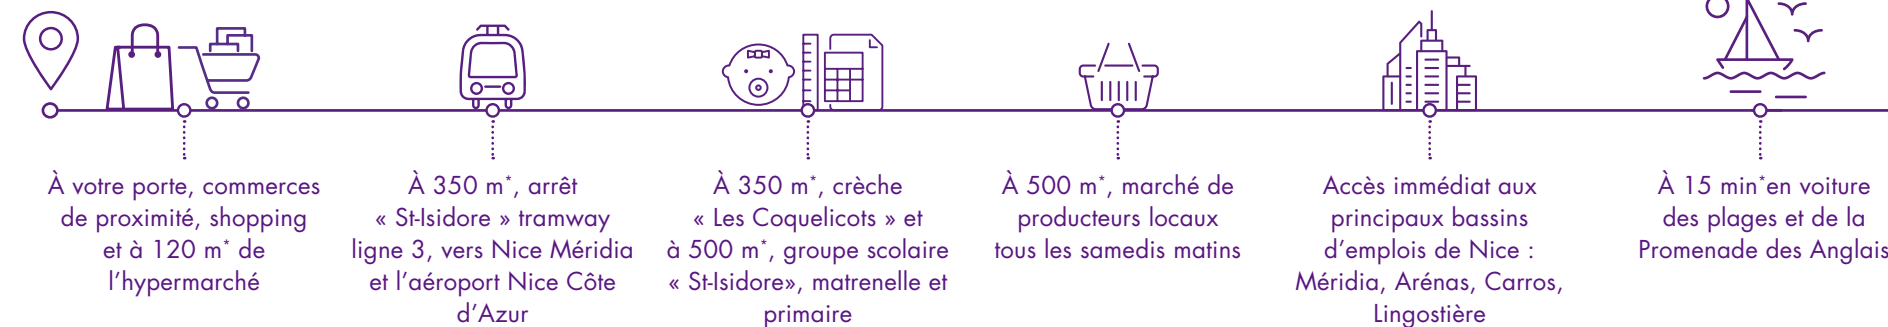 À votre porte, commerces
de proximité, shopping
et à 120 m* de
l'hypermarché
À 350 m*, arrêt
« St-Isidore » tramway
ligne 3, vers Nice Méridia
et l'aéroport Nice Côte
d'Azur
À 350 m*, crèche
« Les Coquelicots » et
à 500 m*, groupe scolaire
« St-Isidore», matrenelle et
primaire
À 500 m*, marché de
producteurs locaux
tous les samedis matins
Accès immédiat aux
principaux bassins
d'emplois de Nice :
Méridia, Arénas, Carros,
Lingostière
À 15 min*en voiture
des plages et de la
Promenade des Anglais